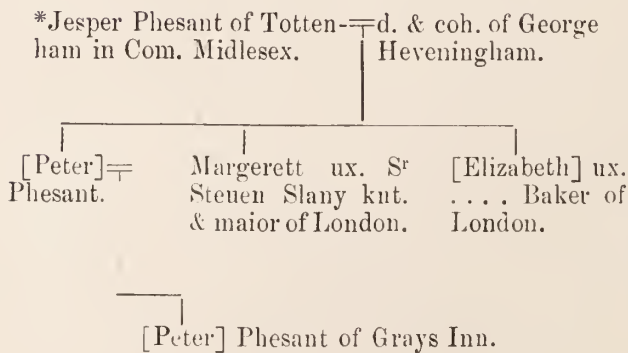 *Jesper Phesant of Totten-
ham in Com. Midlesex.
d. & coh. of George
Heveningham.
[Peter]
Phesant.
Margerett ux. Sr
Steuen Slany knt.
& maior of London.
[Elizabeth] ux.
.... Baker of
London.
[Peter] Phesant of Grays Inn.